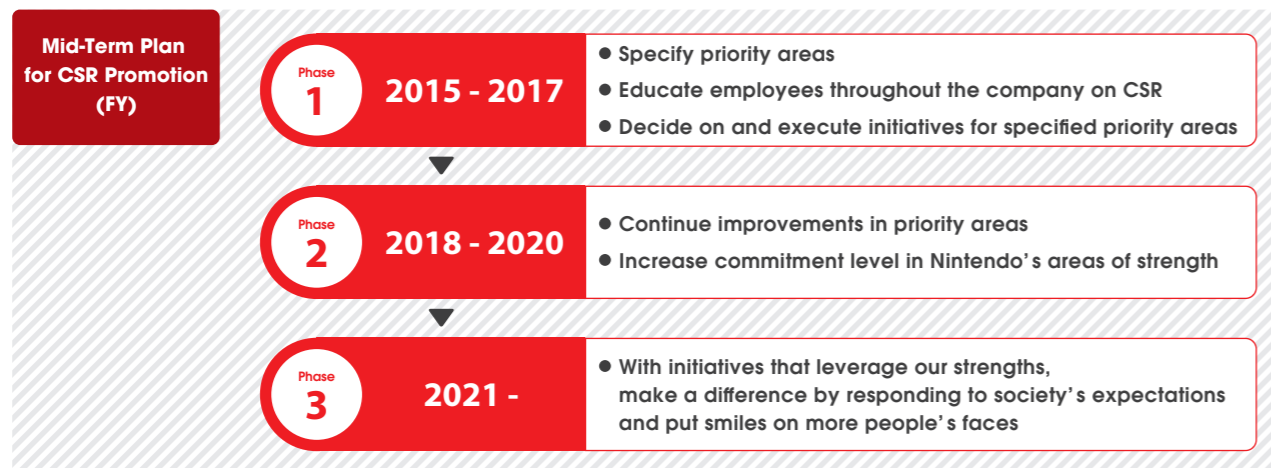 Mid-Term Plan
for CSR Promotion
(FY)
Phase
1
2015 - 2017
● Specify priority areas
● Educate employees throughout the company on CSR
● Decide on and execute initiatives for specified priority areas
Phase
2
2018 - 2020
● Continue improvements in priority areas
● Increase commitment level in Nintendo's areas of strength
Phase
3
2021 -
● With initiatives that leverage our strengths,
make a difference by responding to society's expectations
and put smiles on more people's faces